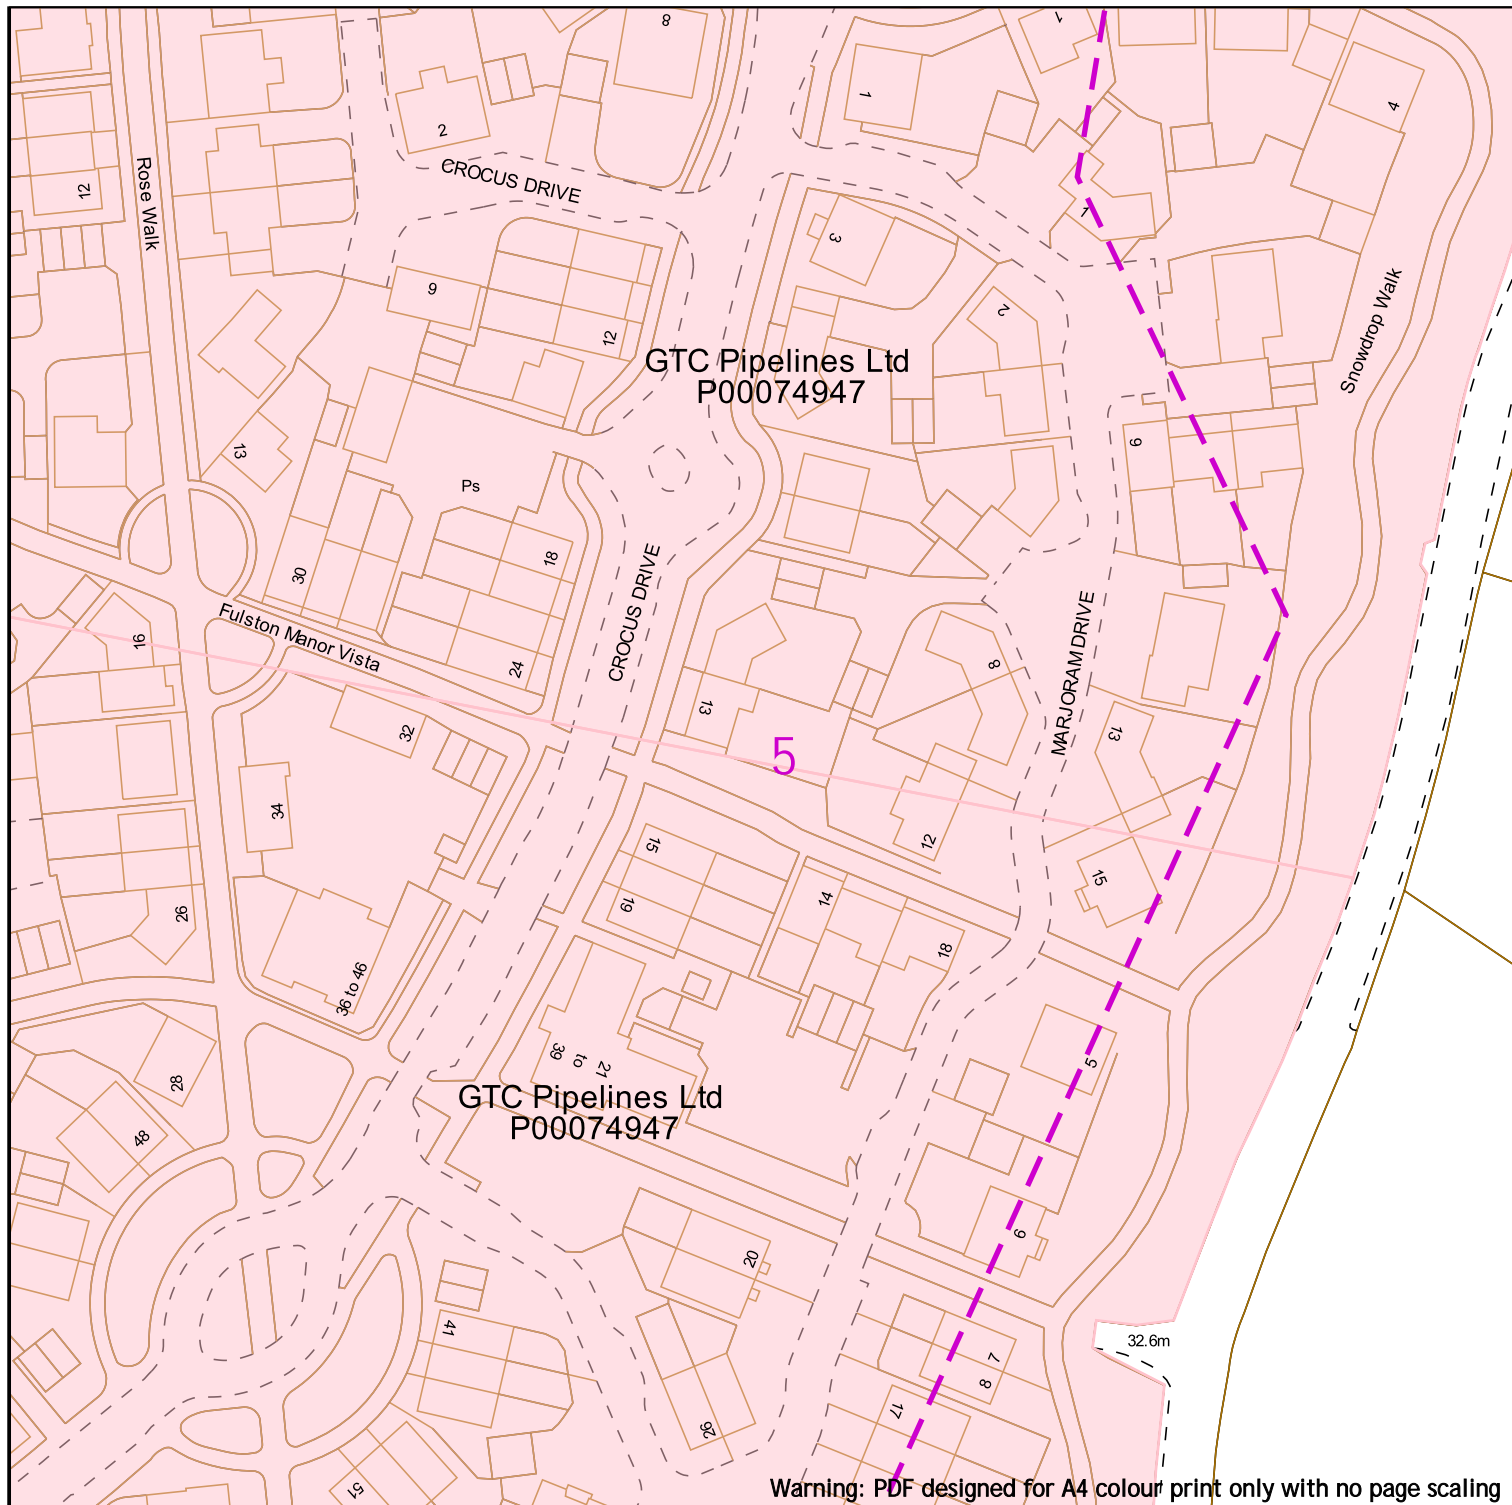 8
1
1
4
2
12
Rose Walk
CROCUS DRIVE
1
3
9
2
12
Snowdrop Walk
GTC Pipelines Ltd
P00074947
13
9
Ps
18
30
CROCUS DRIVE
MARJORAM DRIVE
Fulston Manor Vista
16
24
8
13
32
13
5
34
15
12
15
14
19
26
18
36 to 46
39
to
21
5
28
GTC Pipelines Ltd
P00074947
48
6
20
41
32.6m
7
8
17
26
51
Warning: PDF designed for A4 colour print only with no page scaling